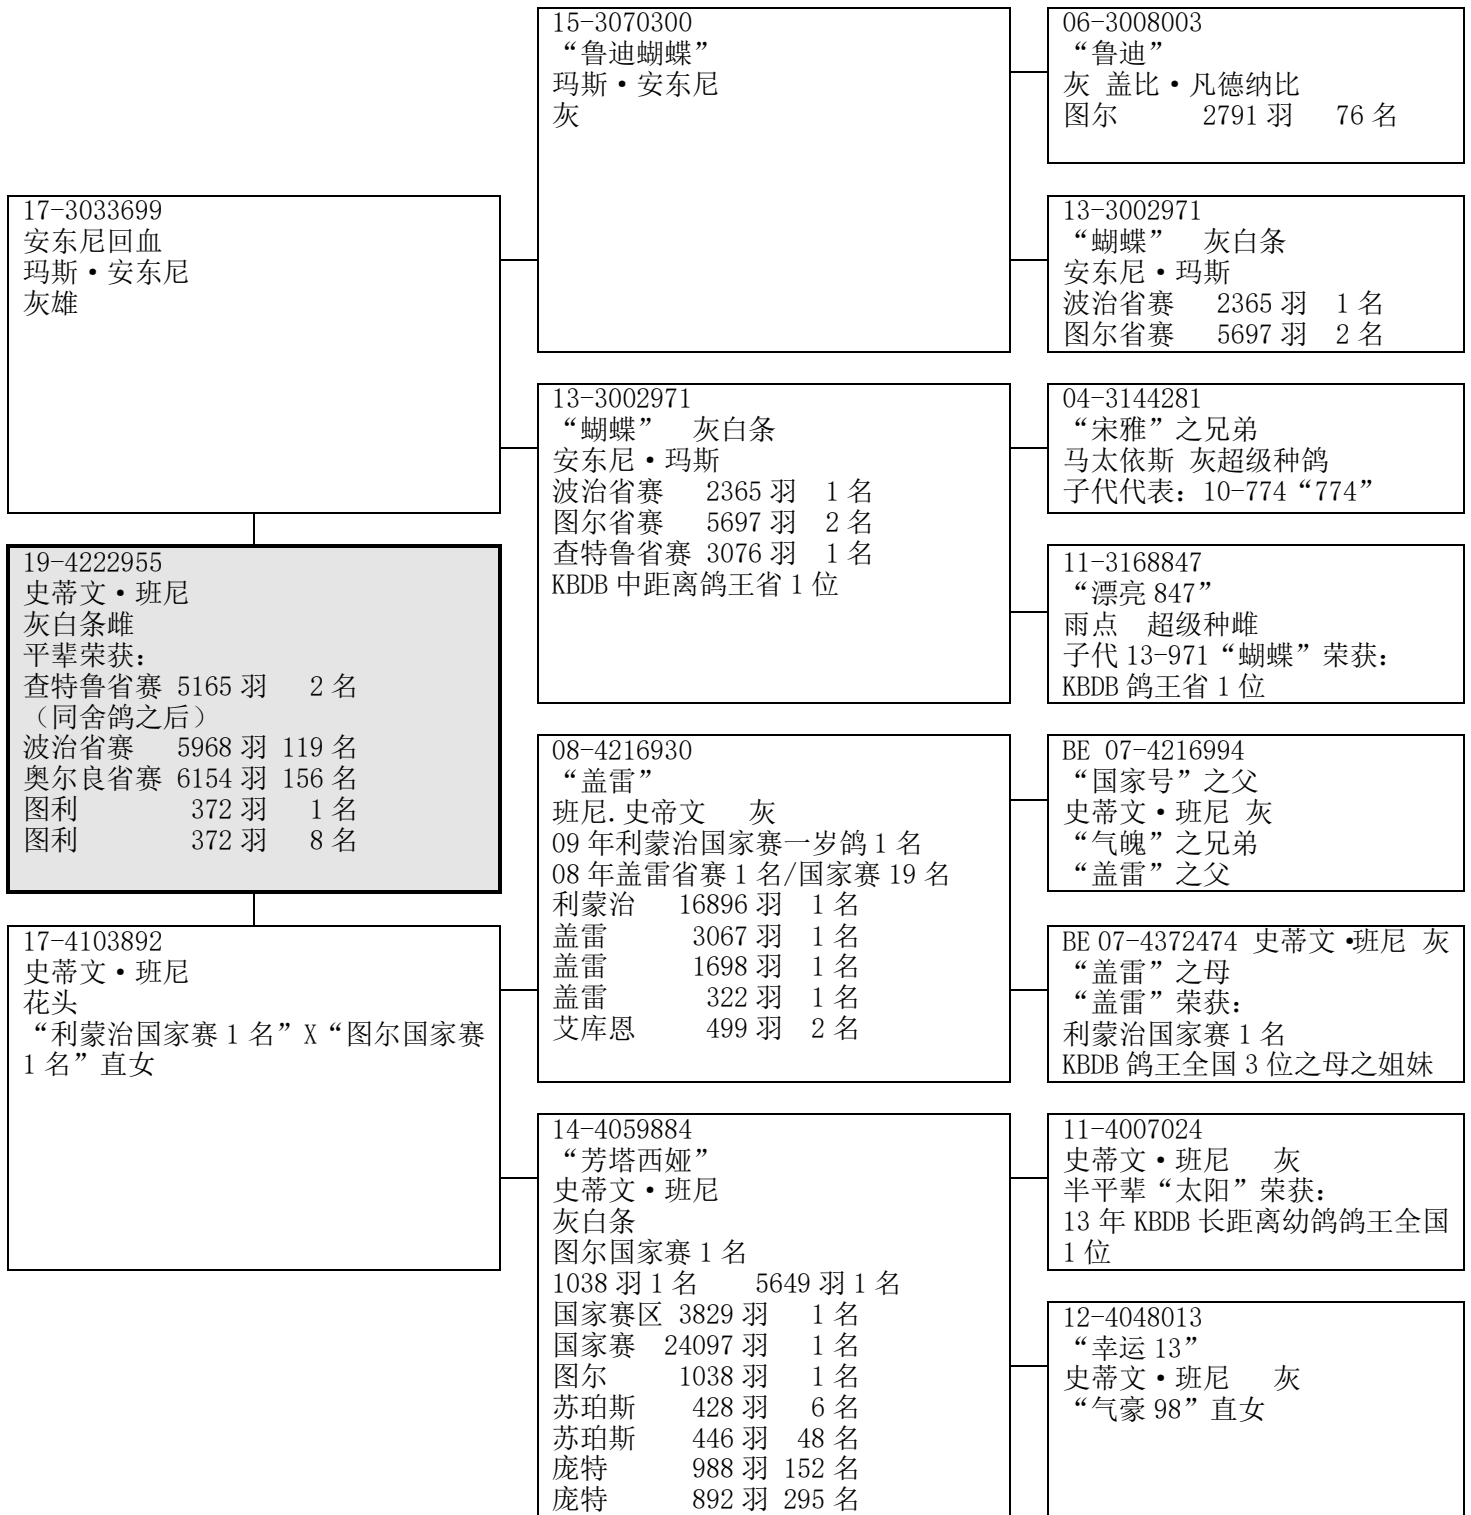 17-3033699
安东尼回血
玛斯·安东尼
灰雄
19-4222955
史蒂文·班尼
灰白条雌
平辈荣获：
查特鲁省赛 5165 羽 2 名
（同舍鸽之后）
波治省赛 5968 羽 119 名
奥尔良省赛 6154 羽 156 名
图利 372 羽 1 名
图利 372 羽 8 名
17-4103892
史蒂文·班尼
花头
“利蒙治国家赛 1 名”X“图尔国家赛
1 名”直女
15-3070300
“鲁迪蝴蝶”
玛斯·安东尼
灰
13-3002971
“蝴蝶” 灰白条
安东尼·玛斯
波治省赛 2365 羽 1 名
图尔省赛 5697 羽 2 名
查特鲁省赛 3076 羽 1 名
KBDB 中距离鸽王省 1 位
08-4216930
“盖雷”
班尼.史帝文 灰
09 年利蒙治国家赛一岁鸽 1 名
08 年盖雷省赛 1 名/国家赛 19 名
利蒙治 16896 羽 1 名
盖雷 3067 羽 1 名
盖雷 1698 羽 1 名
盖雷 322 羽 1 名
艾库恩 499 羽 2 名
14-4059884
“芳塔西娅”
史蒂文·班尼
灰白条
图尔国家赛 1 名
1038 羽 1 名 5649 羽 1 名
国家赛区 3829 羽 1 名
国家赛 24097 羽 1 名
图尔 1038 羽 1 名
苏珀斯 428 羽 6 名
苏珀斯 446 羽 48 名
庞特 988 羽 152 名
庞特 892 羽 295 名
06-3008003
“鲁迪”
灰 盖比·凡德纳比
图尔 2791 羽 76 名
13-3002971
“蝴蝶” 灰白条
安东尼·玛斯
波治省赛 2365 羽 1 名
图尔省赛 5697 羽 2 名
04-3144281
“宋雅”之兄弟
马太依斯 灰超级种鸽
子代代表：10-774“774”
11-3168847
“漂亮 847”
雨点 超级种雌
子代 13-971“蝴蝶”荣获：
KBDB 鸽王省 1 位
BE 07-4216994
“国家号”之父
史蒂文·班尼 灰
“气魄”之兄弟
“盖雷”之父
BE 07-4372474 史蒂文·班尼 灰
“盖雷”之母
“盖雷”荣获：
利蒙治国家赛 1 名
KBDB 鸽王全国 3 位之母之姐妹
11-4007024
史蒂文·班尼 灰
半平辈“太阳”荣获：
13 年 KBDB 长距离幼鸽鸽王全国
1 位
12-4048013
“幸运 13”
史蒂文·班尼 灰
“气豪 98”直女